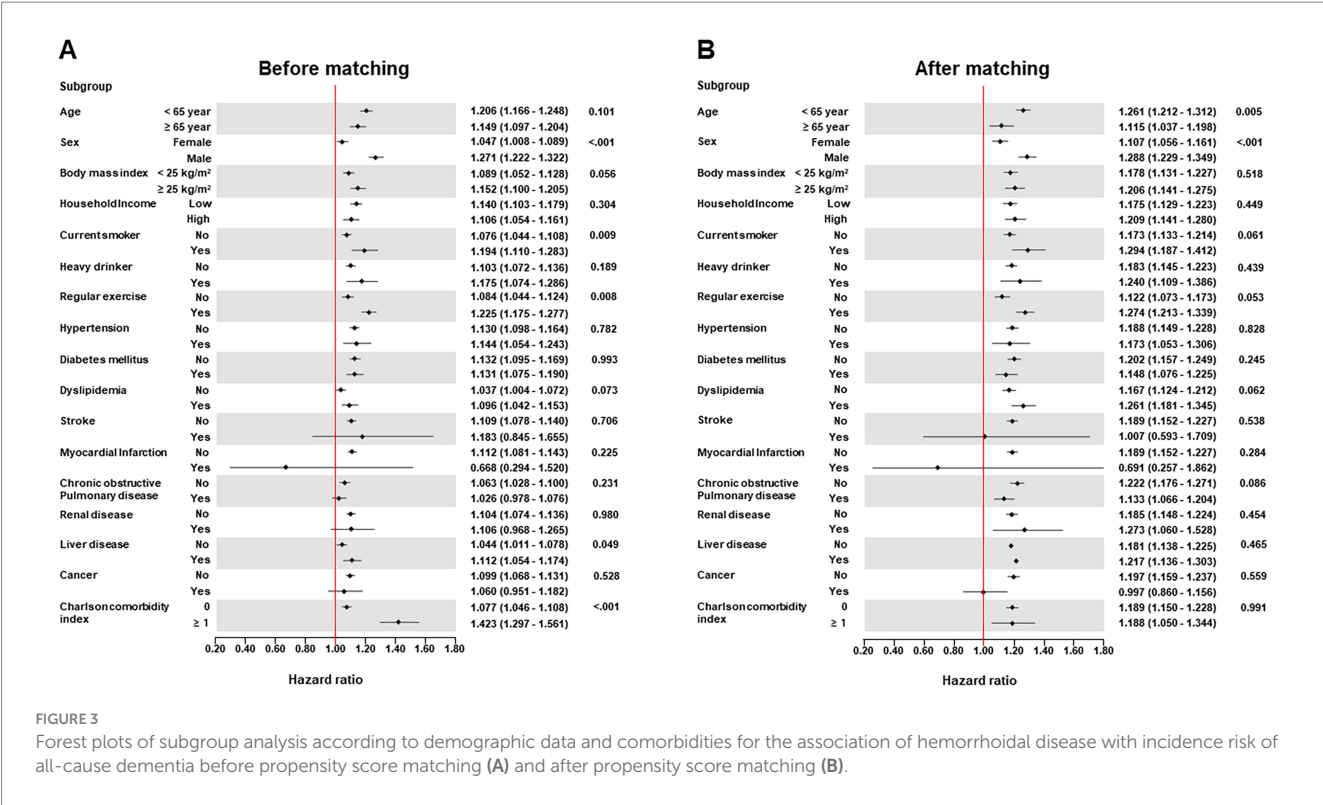 A
Before matching
Subgroup
Age < 65 year 1.206 (1.166 - 1.248) 0.101
≥ 65 year 1.149 (1.097 - 1.204)
Sex Female 1.047 (1.008 - 1.089) <.001
Male 1.271 (1.222 - 1.322)
Body mass index < 25 kg/m² 1.089 (1.052 - 1.128) 0.056
≥ 25 kg/m² 1.152 (1.100 - 1.205)
Household Income Low 1.140 (1.103 - 1.179) 0.304
High 1.106 (1.054 - 1.161)
Current smoker No 1.076 (1.044 - 1.108) 0.009
Yes 1.194 (1.110 - 1.283)
Heavy drinker No 1.103 (1.072 - 1.136) 0.189
Yes 1.175 (1.074 - 1.286)
Regular exercise No 1.084 (1.044 - 1.124) 0.008
Yes 1.225 (1.175 - 1.277)
Hypertension No 1.130 (1.098 - 1.164) 0.782
Yes 1.144 (1.054 - 1.243)
Diabetes mellitus No 1.132 (1.095 - 1.169) 0.993
Yes 1.131 (1.075 - 1.190)
Dyslipidemia No 1.037 (1.004 - 1.072) 0.073
Yes 1.096 (1.042 - 1.153)
Stroke No 1.109 (1.078 - 1.140) 0.706
Yes 1.183 (0.845 - 1.655)
Myocardial Infarction No 1.112 (1.081 - 1.143) 0.225
Yes 0.668 (0.294 - 1.520)
Chronic obstructive No 1.063 (1.028 - 1.100) 0.231
Pulmonary disease Yes 1.026 (0.978 - 1.076)
Renal disease No 1.104 (1.074 - 1.136) 0.980
Yes 1.106 (0.968 - 1.265)
Liver disease No 1.044 (1.011 - 1.078) 0.049
Yes 1.112 (1.054 - 1.174)
Cancer No 1.099 (1.068 - 1.131) 0.528
Yes 1.060 (0.951 - 1.182)
Charlson comorbidity 0 1.077 (1.046 - 1.108) <.001
index ≥ 1 1.423 (1.297 - 1.561)
0.20 0.40 0.60 0.80 1.00 1.20 1.40 1.60 1.80
Hazard ratio
B
After matching
Subgroup
Age < 65 year 1.261 (1.212 - 1.312) 0.005
≥ 65 year 1.115 (1.037 - 1.198)
Sex Female 1.107 (1.056 - 1.161) <.001
Male 1.288 (1.229 - 1.349)
Body mass index < 25 kg/m² 1.178 (1.131 - 1.227) 0.518
≥ 25 kg/m² 1.206 (1.141 - 1.275)
Household Income Low 1.175 (1.129 - 1.223) 0.449
High 1.209 (1.141 - 1.280)
Current smoker No 1.173 (1.133 - 1.214) 0.061
Yes 1.294 (1.187 - 1.412)
Heavy drinker No 1.183 (1.145 - 1.223) 0.439
Yes 1.240 (1.109 - 1.386)
Regular exercise No 1.122 (1.073 - 1.173) 0.053
Yes 1.274 (1.213 - 1.339)
Hypertension No 1.188 (1.149 - 1.228) 0.828
Yes 1.173 (1.053 - 1.306)
Diabetes mellitus No 1.202 (1.157 - 1.249) 0.245
Yes 1.148 (1.076 - 1.225)
Dyslipidemia No 1.167 (1.124 - 1.212) 0.062
Yes 1.261 (1.181 - 1.345)
Stroke No 1.189 (1.152 - 1.227) 0.538
Yes 1.007 (0.593 - 1.709)
Myocardial Infarction No 1.189 (1.152 - 1.227) 0.284
Yes 0.691 (0.257 - 1.862)
Chronic obstructive No 1.222 (1.176 - 1.271) 0.086
Pulmonary disease Yes 1.133 (1.066 - 1.204)
Renal disease No 1.185 (1.148 - 1.224) 0.454
Yes 1.273 (1.060 - 1.528)
Liver disease No 1.181 (1.138 - 1.225) 0.465
Yes 1.217 (1.136 - 1.303)
Cancer No 1.197 (1.159 - 1.237) 0.559
Yes 0.997 (0.860 - 1.156)
Charlson comorbidity 0 1.189 (1.150 - 1.228) 0.991
index ≥ 1 1.188 (1.050 - 1.344)
0.20 0.40 0.60 0.80 1.00 1.20 1.40 1.60 1.80
Hazard ratio
FIGURE 3
Forest plots of subgroup analysis according to demographic data and comorbidities for the association of hemorrhoidal disease with incidence risk of
all-cause dementia before propensity score matching (A) and after propensity score matching (B).